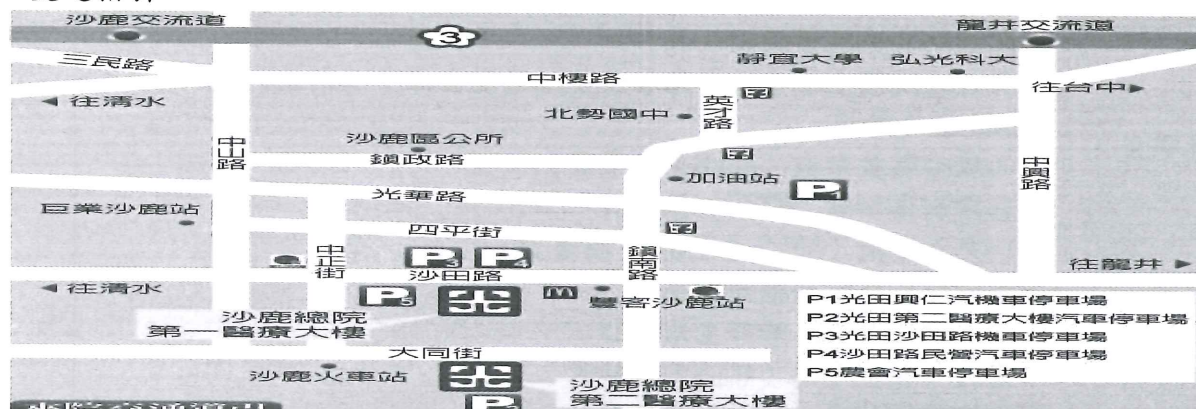 沙鹿交流道
3
龍井交流道
三民路
中棲路
靜宜大學
弘光科大
往清水
往台中
英才路
北勢國中
中山路
沙鹿區公所
鎮政路
中興路
加油站
P1
光華路
巨業沙鹿站
四平街
中正街
P3
P4
鎮南路
沙田路
往龍井
往清水
P5
豐客沙鹿站
沙鹿總院
第一醫療大樓
P1光田興仁汽機車停車場
P2光田第二醫療大樓汽車停車場
P3光田沙田路機車停車場
P4沙田路民營汽車停車場
P5農會汽車停車場
大同街
沙鹿火車站
沙鹿總院
第二醫療大樓